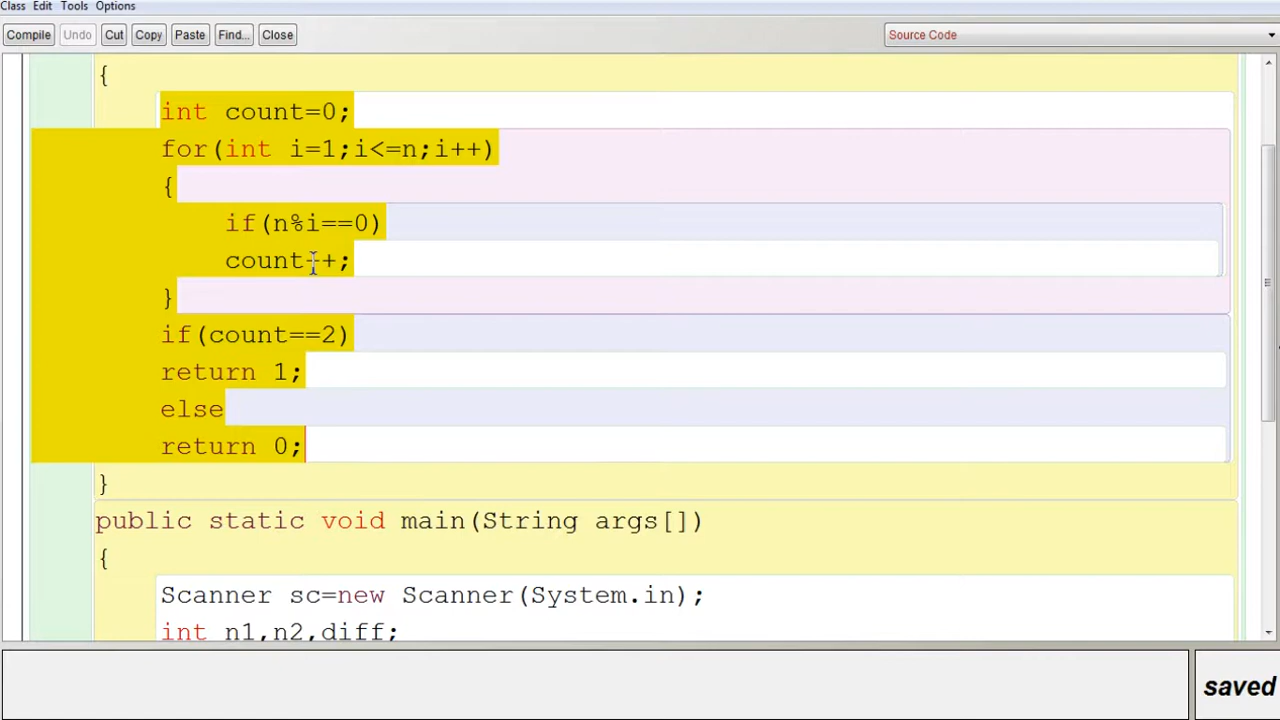 Class Edit Tools Options
Compile Undo Cut Copy Paste Find... Close Source Code
{
int count=0;
for(int i=1;i<=n;i++)
{
if(n%i==0)
count++;
}
if(count==2)
return 1;
else
return 0;
}
public static void main(String args[])
{
Scanner sc=new Scanner(System.in);
int n1,n2,diff;
saved